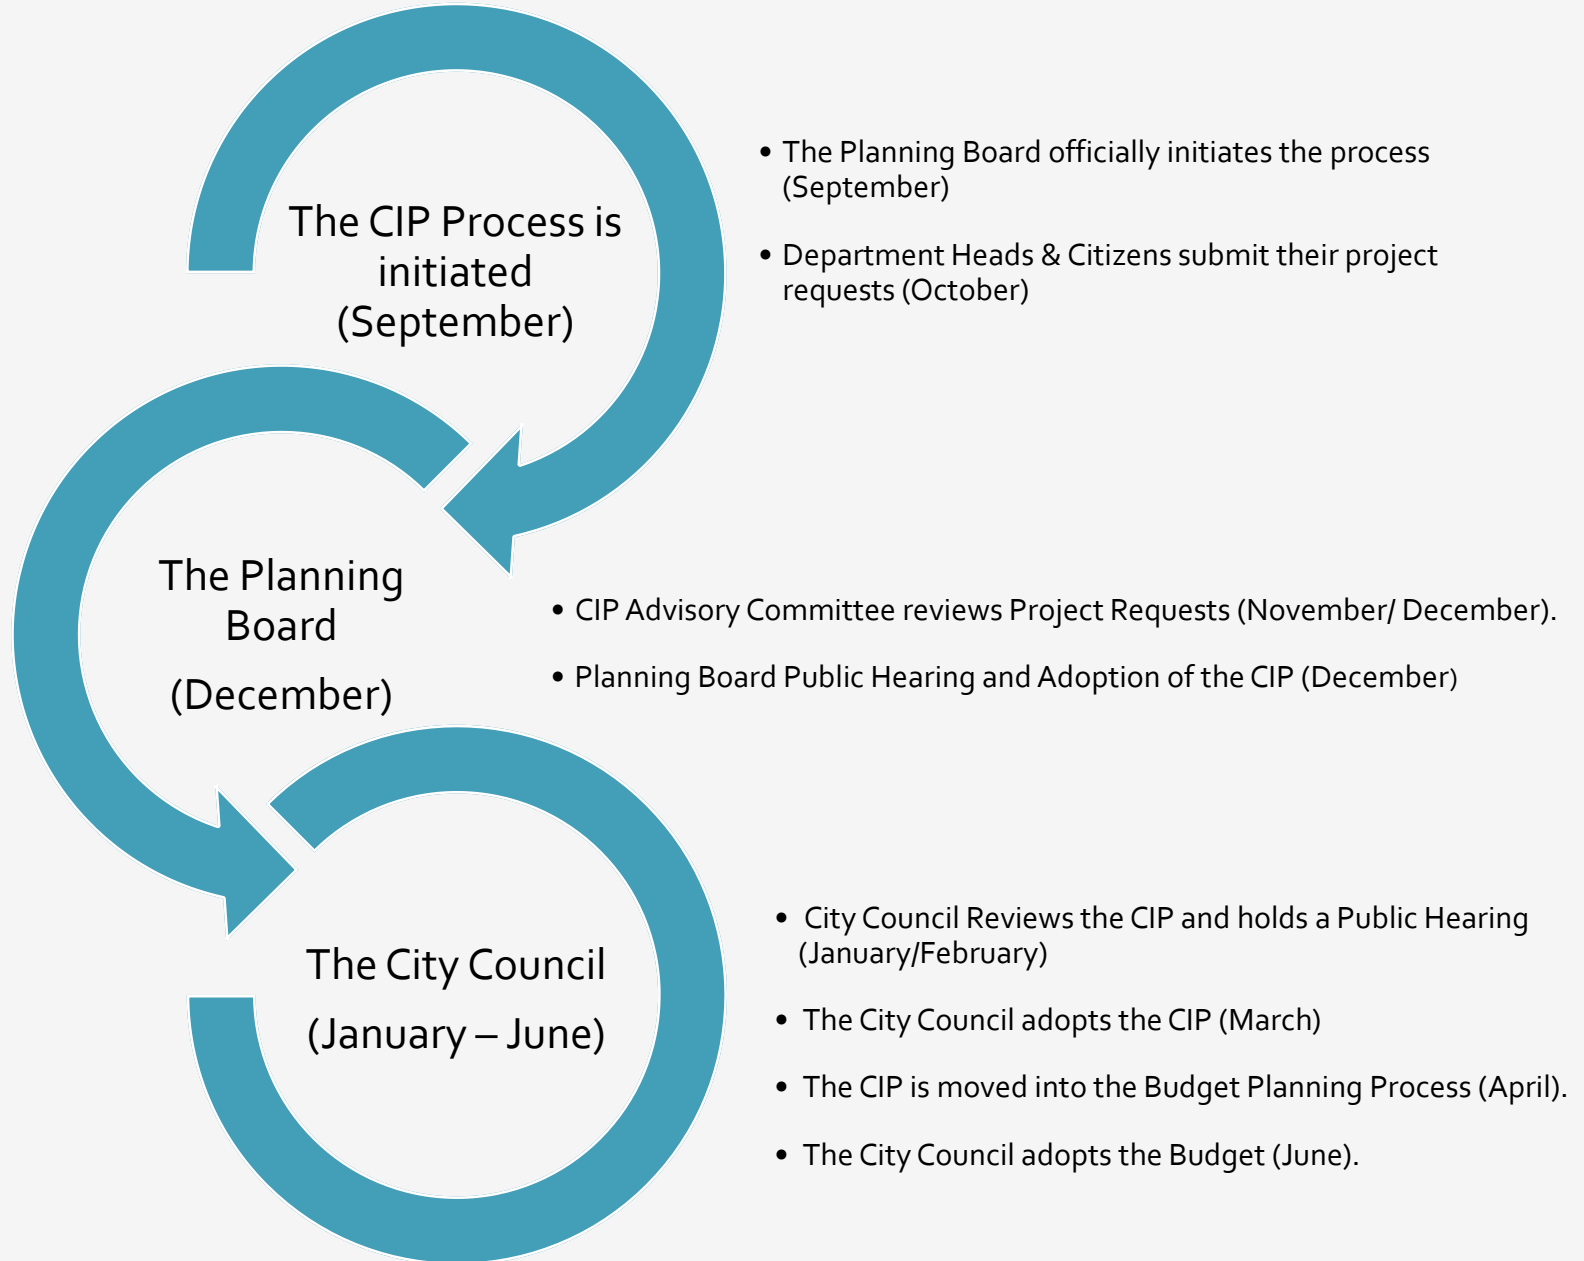 The CIP Process is
initiated
(September)
• The Planning Board officially initiates the process
(September)
• Department Heads & Citizens submit their project
requests (October)
The Planning
Board
(December)
• CIP Advisory Committee reviews Project Requests (November/ December).
• Planning Board Public Hearing and Adoption of the CIP (December)
The City Council
(January – June)
• City Council Reviews the CIP and holds a Public Hearing
(January/February)
• The City Council adopts the CIP (March)
• The CIP is moved into the Budget Planning Process (April).
• The City Council adopts the Budget (June).